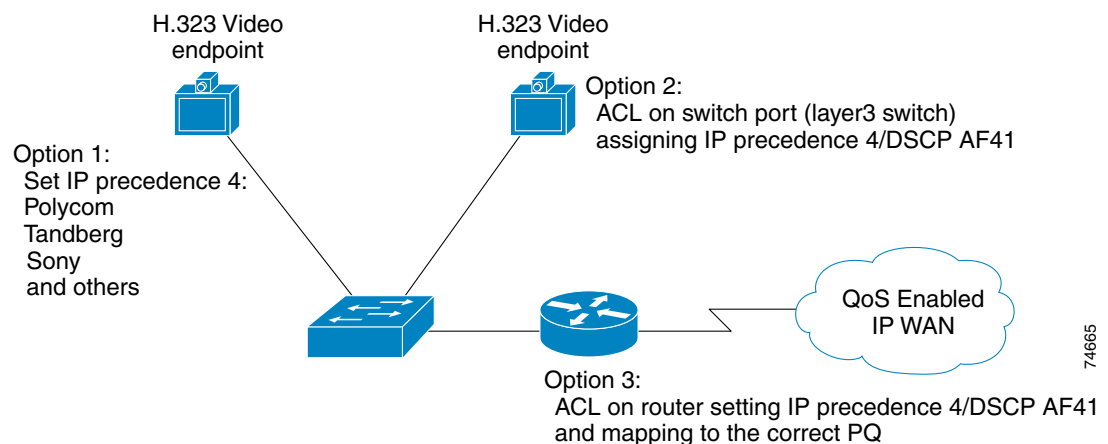 H.323 Video
endpoint
H.323 Video
endpoint
Option 1:
Set IP precedence 4:
Polycom
Tandberg
Sony
and others
Option 2:
ACL on switch port (layer3 switch)
assigning IP precedence 4/DSCP AF41
QoS Enabled
IP WAN
Option 3:
ACL on router setting IP precedence 4/DSCP AF41
and mapping to the correct PQ
74665